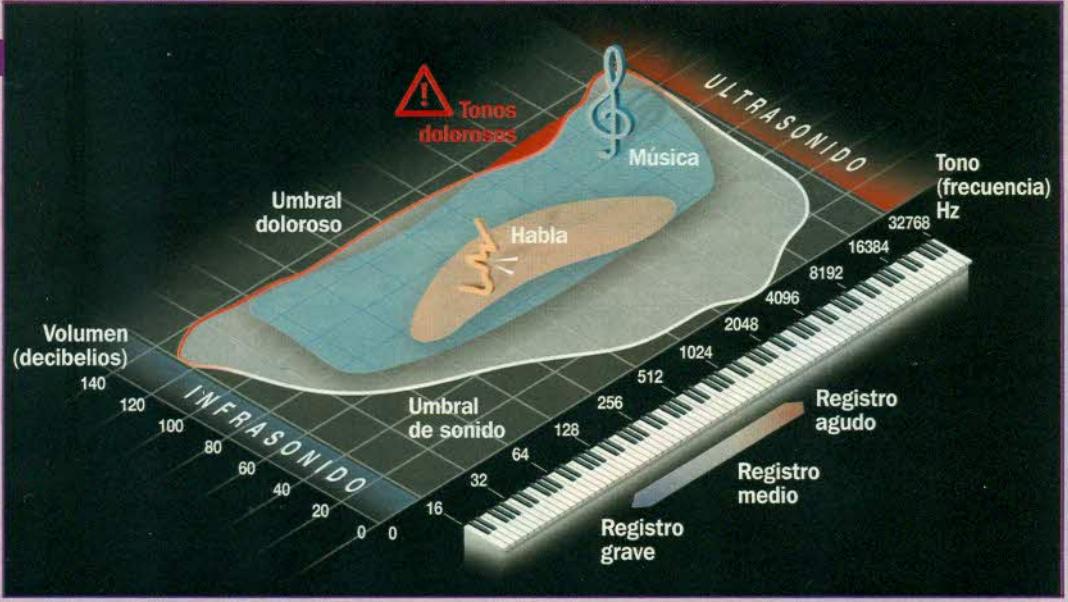 ULTRASONIDO
Tonos
dolorosos
Música
Tono
(frecuencia)
Hz
Umbral
doloroso
Habla
32768
16384
8192
4096
2048
1024
512
256
128
64
32
16
0
Volumen
(decibelios)
140
120
100
80
60
40
20
0
INFRASONIDO
Umbral
de sonido
Registro
agudo
Registro
medio
Registro
grave